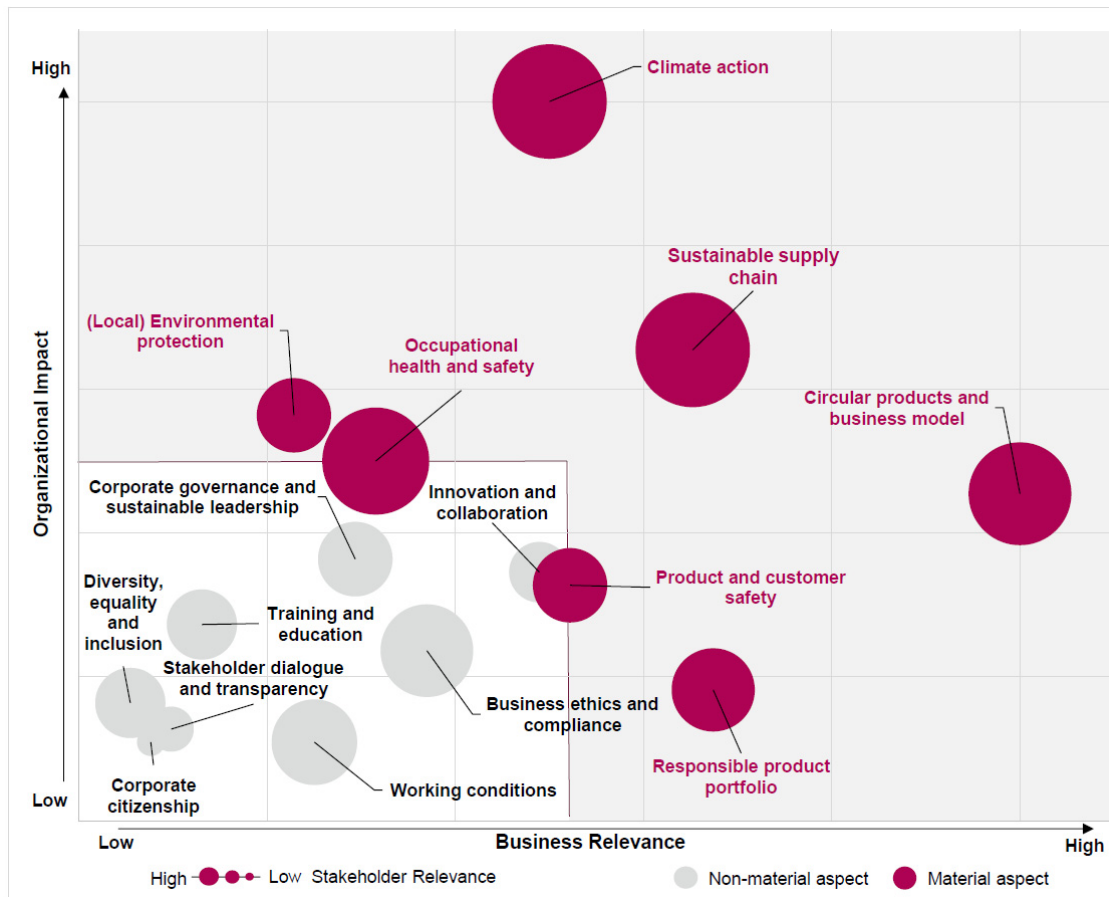 High
Climate action
Sustainable supply
chain
(Local) Environmental
protection
Occupational
health and safety
Circular products and
business model
Organizational Impact
Corporate governance and
sustainable leadership
Innovation and
collaboration
Diversity,
equality
and
inclusion
Training and
education
Product and customer
safety
Stakeholder dialogue
and transparency
Business ethics and
compliance
Corporate
citizenship
Working conditions
Responsible product
portfolio
Low
Low
Business Relevance
High
High Low Stakeholder Relevance
Non-material aspect
Material aspect